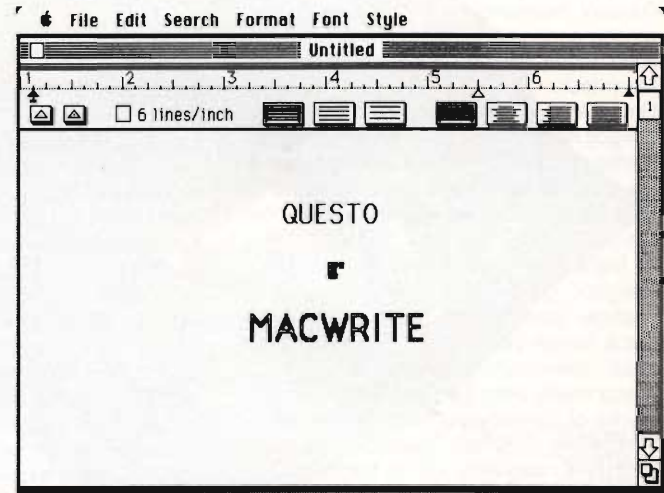 File Edit Search Format Font Style
Untitled
1 2 3 4 5 6
6 lines/inch
1
QUESTO
MACWRITE